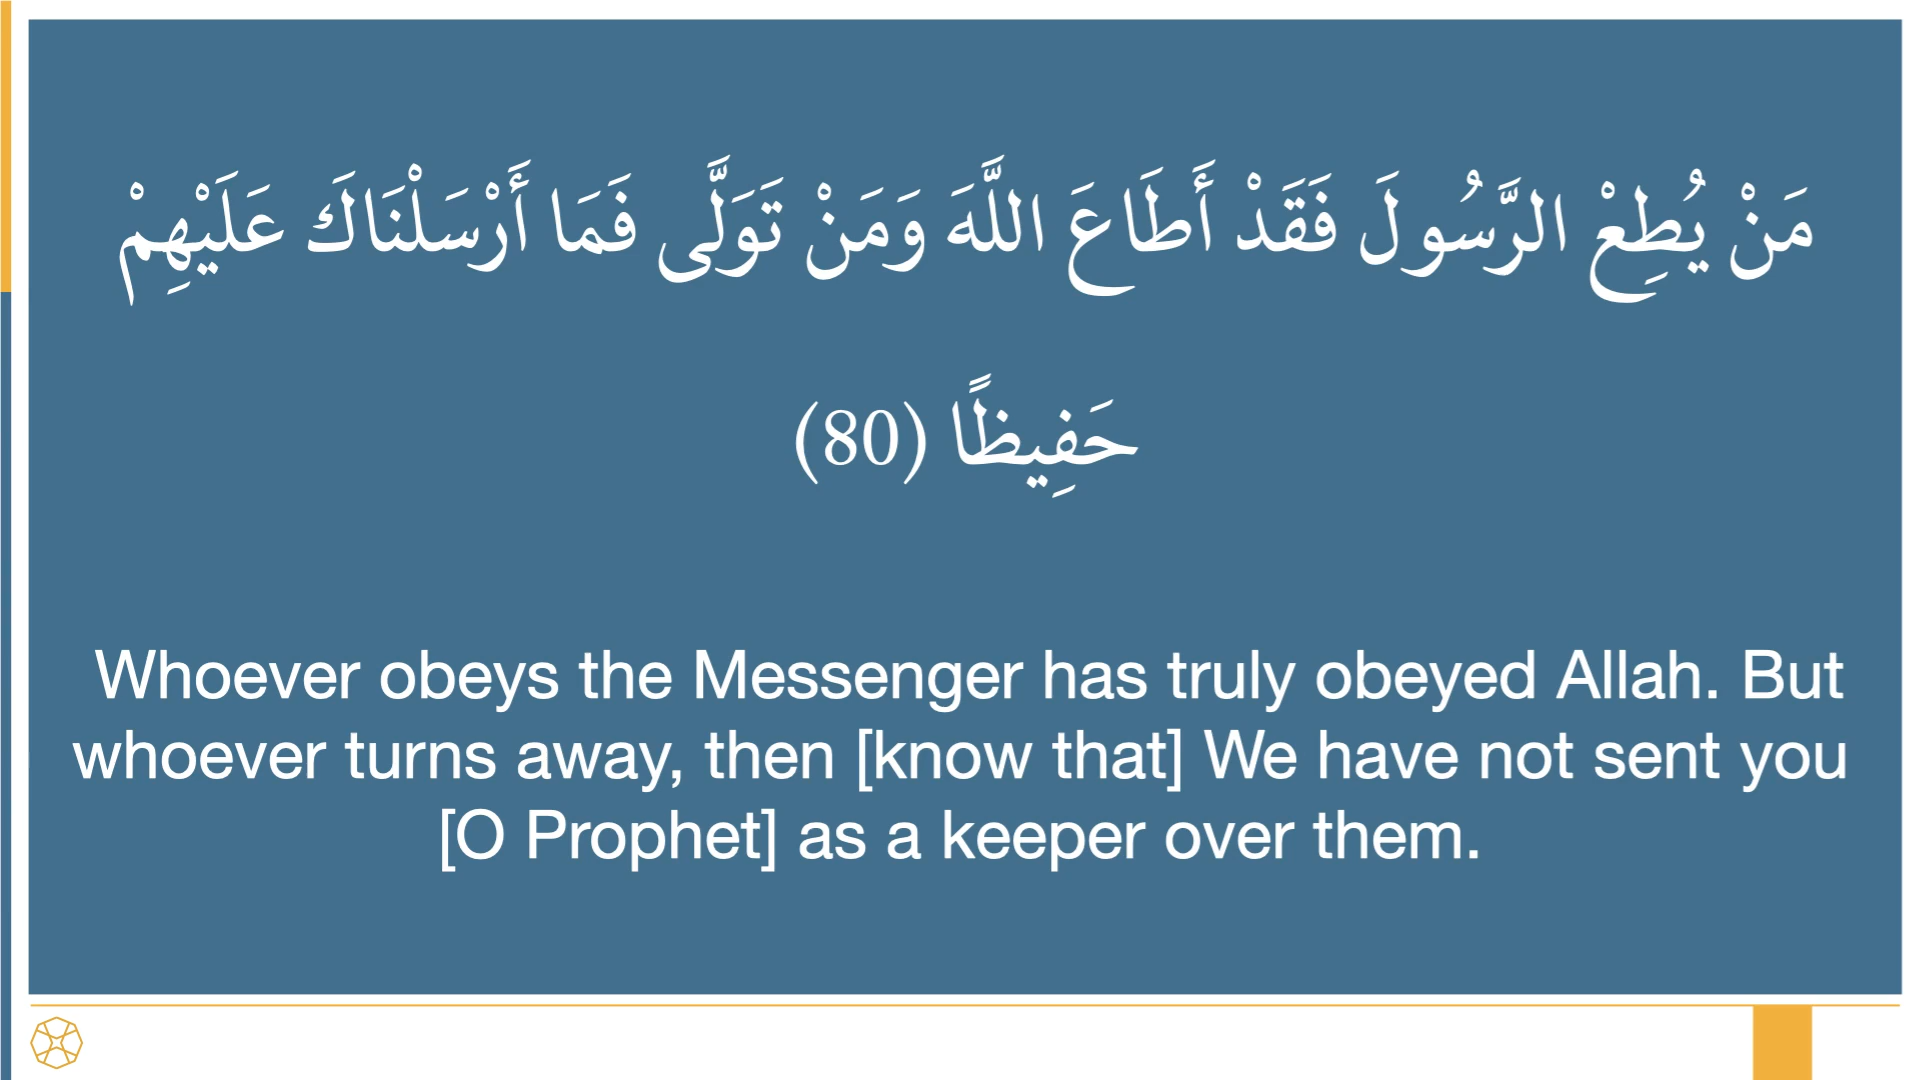 مَنْ يُطِعْ الرَّسُولَ فَقَدْ أَطَاعَ اللَّهَ وَمَنْ تَوَلَّى فَمَا أَرْسَلْنَاكَ عَلَيْهِمْ
حَفِيظًا (80)
Whoever obeys the Messenger has truly obeyed Allah. But
whoever turns away, then [know that] We have not sent you
[O Prophet] as a keeper over them.